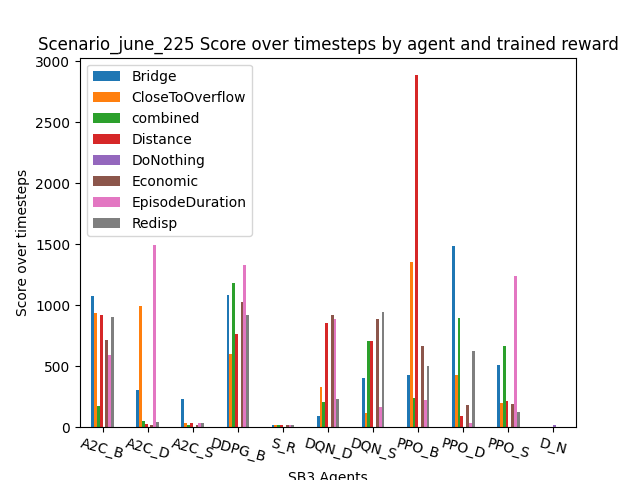 Scenario_june_225 Score over timesteps by agent and trained reward
3000
2500
2000
1500
1000
500
0
Score over timesteps
Bridge
CloseToOverflow
combined
Distance
DoNothing
Economic
EpisodeDuration
Redisp
A2C_B
A2C_D
A2C_S
DDPG_B
S_R
DQN_D
DQN_S
PPO_B
PPO_D
PPO_S
D_N
SB3 Agents